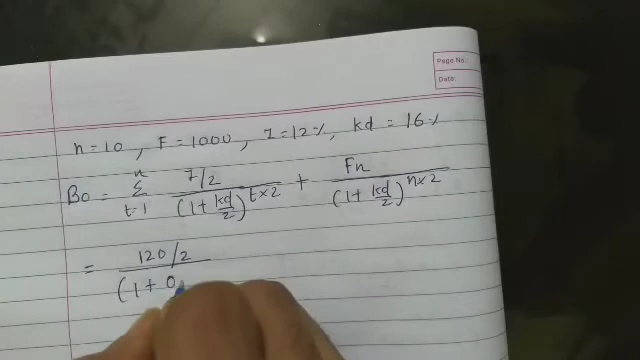 Page No:
Date:
n = 10 , F = 1000 , I = 12% , kd = 16%
B0 = n Σ t=1 I/2 / (1 + kd/2)^(t×2) + Fn / (1 + kd/2)^(n×2)
= 120/2 / (1 + 0